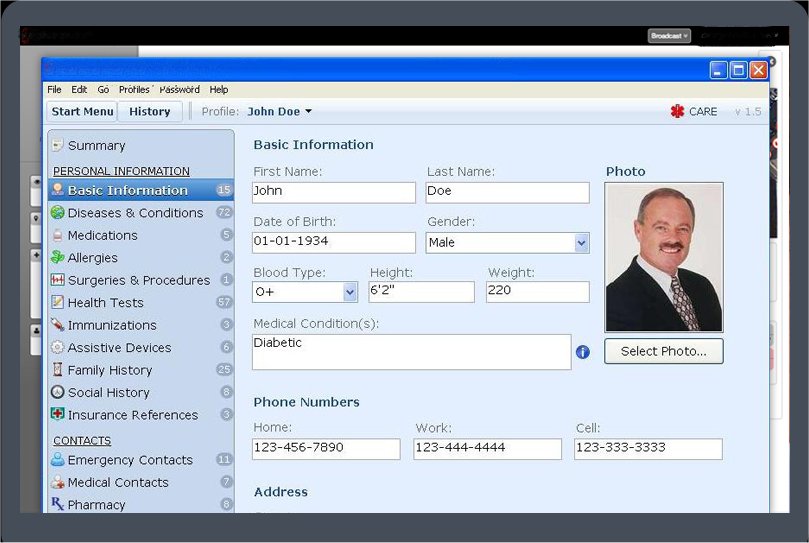 Broadcast
File Edit Go Profiles Password Help
Start Menu History Profile: John Doe CARE v 1.5
Summary
PERSONAL INFORMATION
Basic Information 15
Diseases & Conditions 72
Medications 5
Allergies 2
Surgeries & Procedures 1
Health Tests 57
Immunizations 3
Assistive Devices 6
Family History 25
Social History 8
Insurance References 3
CONTACTS
Emergency Contacts 11
Medical Contacts 7
Rx Pharmacy 8
Basic Information
First Name: Last Name: Photo
John Doe
Date of Birth: Gender:
01-01-1934 Male
Blood Type: Height: Weight:
O+ 6'2" 220
Medical Condition(s):
Diabetic
Select Photo...
Phone Numbers
Home: Work: Cell:
123-456-7890 123-444-4444 123-333-3333
Address